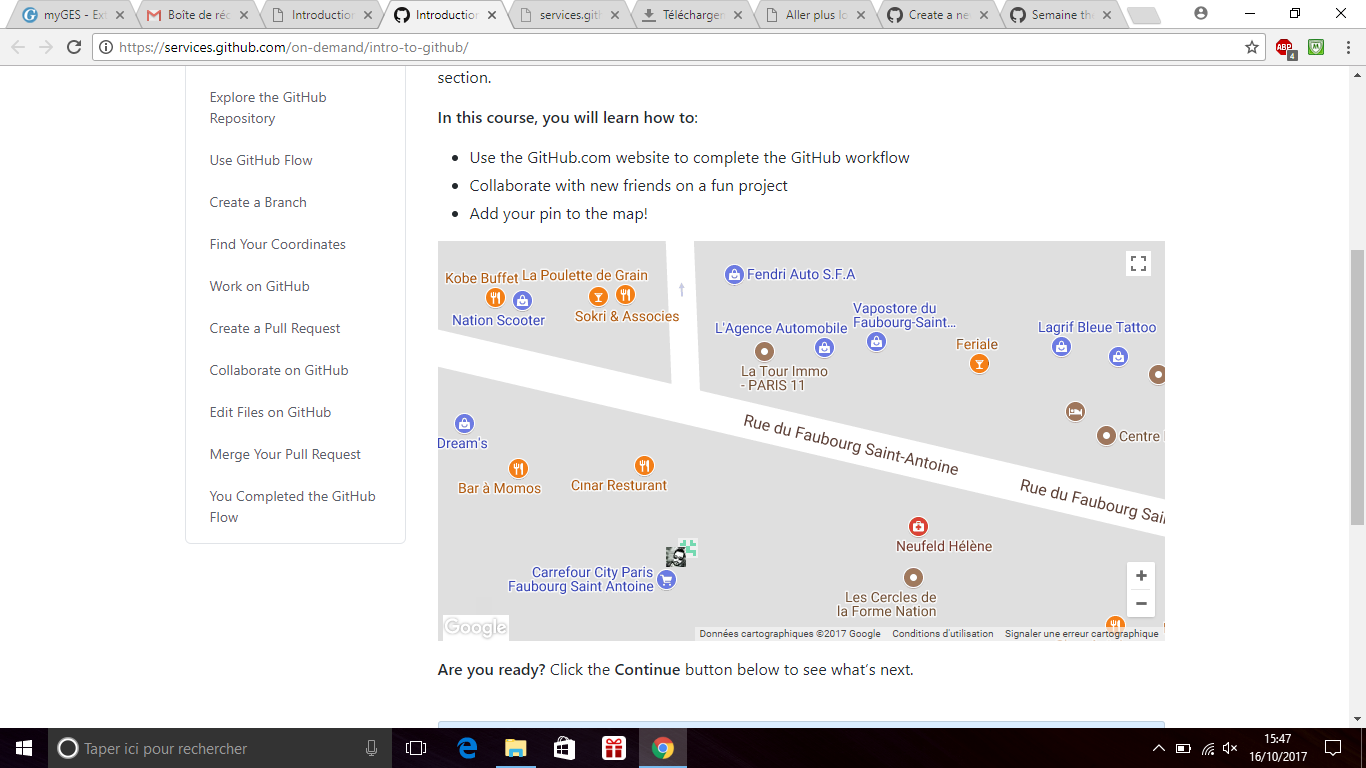 myGES - Ext
Boîte de réc
Introduction
Introduction
services.gith
Télécharger
Aller plus lo
Create a ne
Semaine th
https://services.github.com/on-demand/intro-to-github/
ABP
4
Explore the GitHub
Repository
Use GitHub Flow
Create a Branch
Find Your Coordinates
Work on GitHub
Create a Pull Request
Collaborate on GitHub
Edit Files on GitHub
Merge Your Pull Request
You Completed the GitHub
Flow
section.
In this course, you will learn how to:
Use the GitHub.com website to complete the GitHub workflow
Collaborate with new friends on a fun project
Add your pin to the map!
Kobe Buffet
La Poulette de Grain
Nation Scooter
Sokri & Associes
Fendri Auto S.F.A
L'Agence Automobile
Vapostore du
Faubourg-Saint...
La Tour Immo
- PARIS 11
Feriale
Lagrif Bleue Tattoo
Centre
Rue du Faubourg Saint-Antoine
Rue du Faubourg Sai
Dream's
Bar à Momos
Cınar Resturant
Neufeld Hélène
Carrefour City Paris
Faubourg Saint Antoine
Les Cercles de
la Forme Nation
Google
Données cartographiques ©2017 Google
Conditions d'utilisation
Signaler une erreur cartographique
Are you ready? Click the Continue button below to see what's next.
Taper ici pour rechercher
15:47
16/10/2017